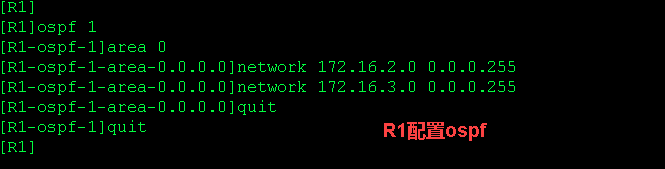 [R1]
[R1]ospf 1
[R1-ospf-1]area 0
[R1-ospf-1-area-0.0.0.0]network 172.16.2.0 0.0.0.255
[R1-ospf-1-area-0.0.0.0]network 172.16.3.0 0.0.0.255
[R1-ospf-1-area-0.0.0.0]quit
[R1-ospf-1]quit
R1配置ospf
[R1]